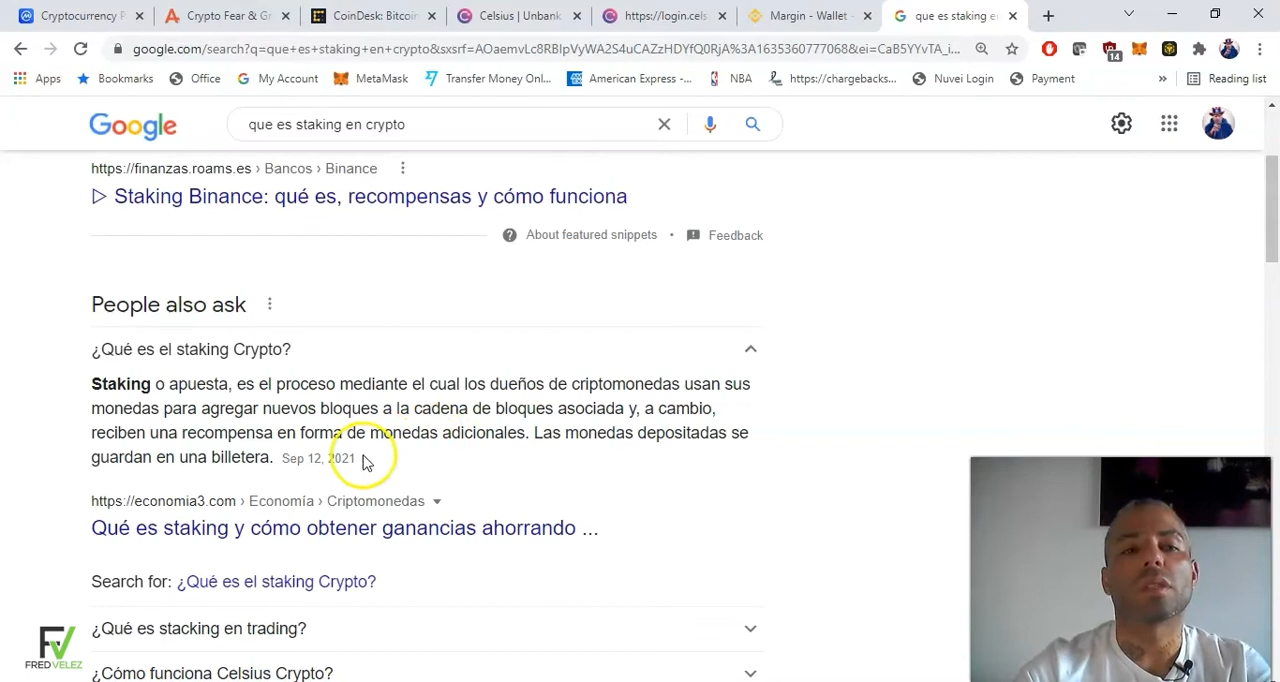 Cryptocurrency P
Crypto Fear & Gr
CoinDesk: Bitcoin
Celsius | Unbank
https://login.cels
Margin - Wallet -
que es staking en
google.com/search?q=que+es+staking+en+crypto&sxsrf=AOaemvLc8RBlpVyWA2S4uCAZzHDYfQ0RjA%3A1635360777068&ei=CaB5YYvTA_i...
Apps Bookmarks Office My Account MetaMask Transfer Money Onl... American Express -... NBA https://chargebacks... Nuvei Login Payment » Reading list
14
Google que es staking en crypto
https://finanzas.roams.es › Bancos › Binance
▷ Staking Binance: qué es, recompensas y cómo funciona
About featured snippets • Feedback
People also ask
¿Qué es el staking Crypto?
Staking o apuesta, es el proceso mediante el cual los dueños de criptomonedas usan sus
monedas para agregar nuevos bloques a la cadena de bloques asociada y, a cambio,
reciben una recompensa en forma de monedas adicionales. Las monedas depositadas se
guardan en una billetera. Sep 12, 2021
https://economia3.com › Economía › Criptomonedas
Qué es staking y cómo obtener ganancias ahorrando ...
Search for: ¿Qué es el staking Crypto?
¿Qué es stacking en trading?
FV
FREDVELEZ
¿Cómo funciona Celsius Crypto?